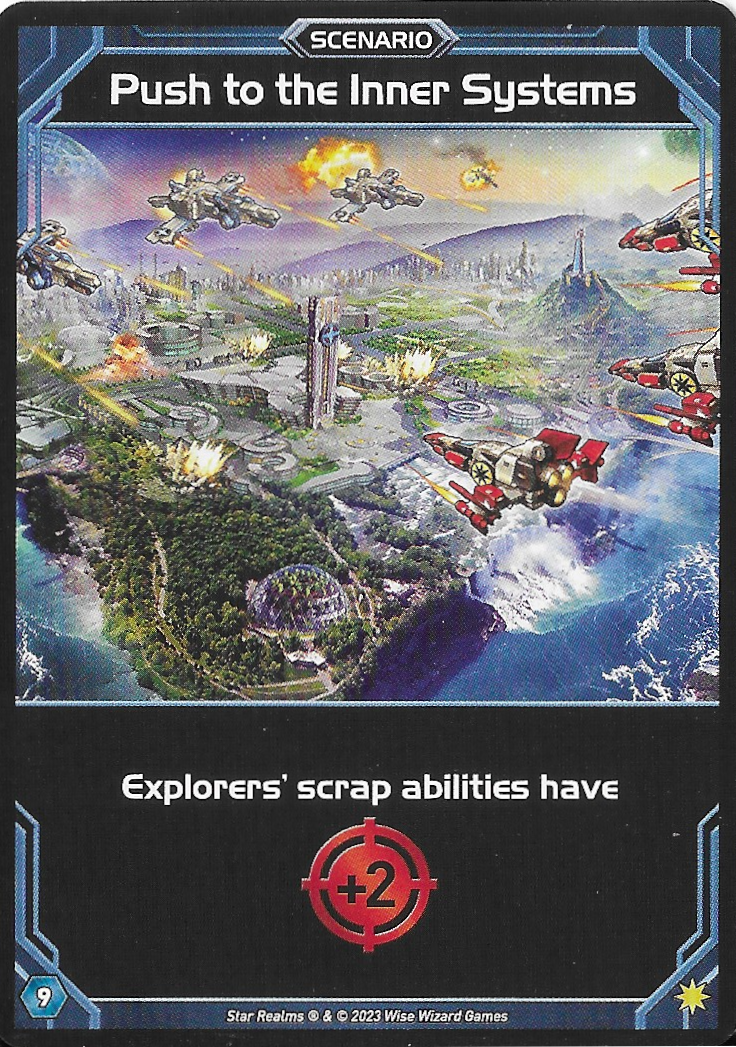 SCENARIO
Push to the Inner Systems
Explorers' scrap abilities have
+2
9
Star Realms ® & © 2023 Wise Wizard Games